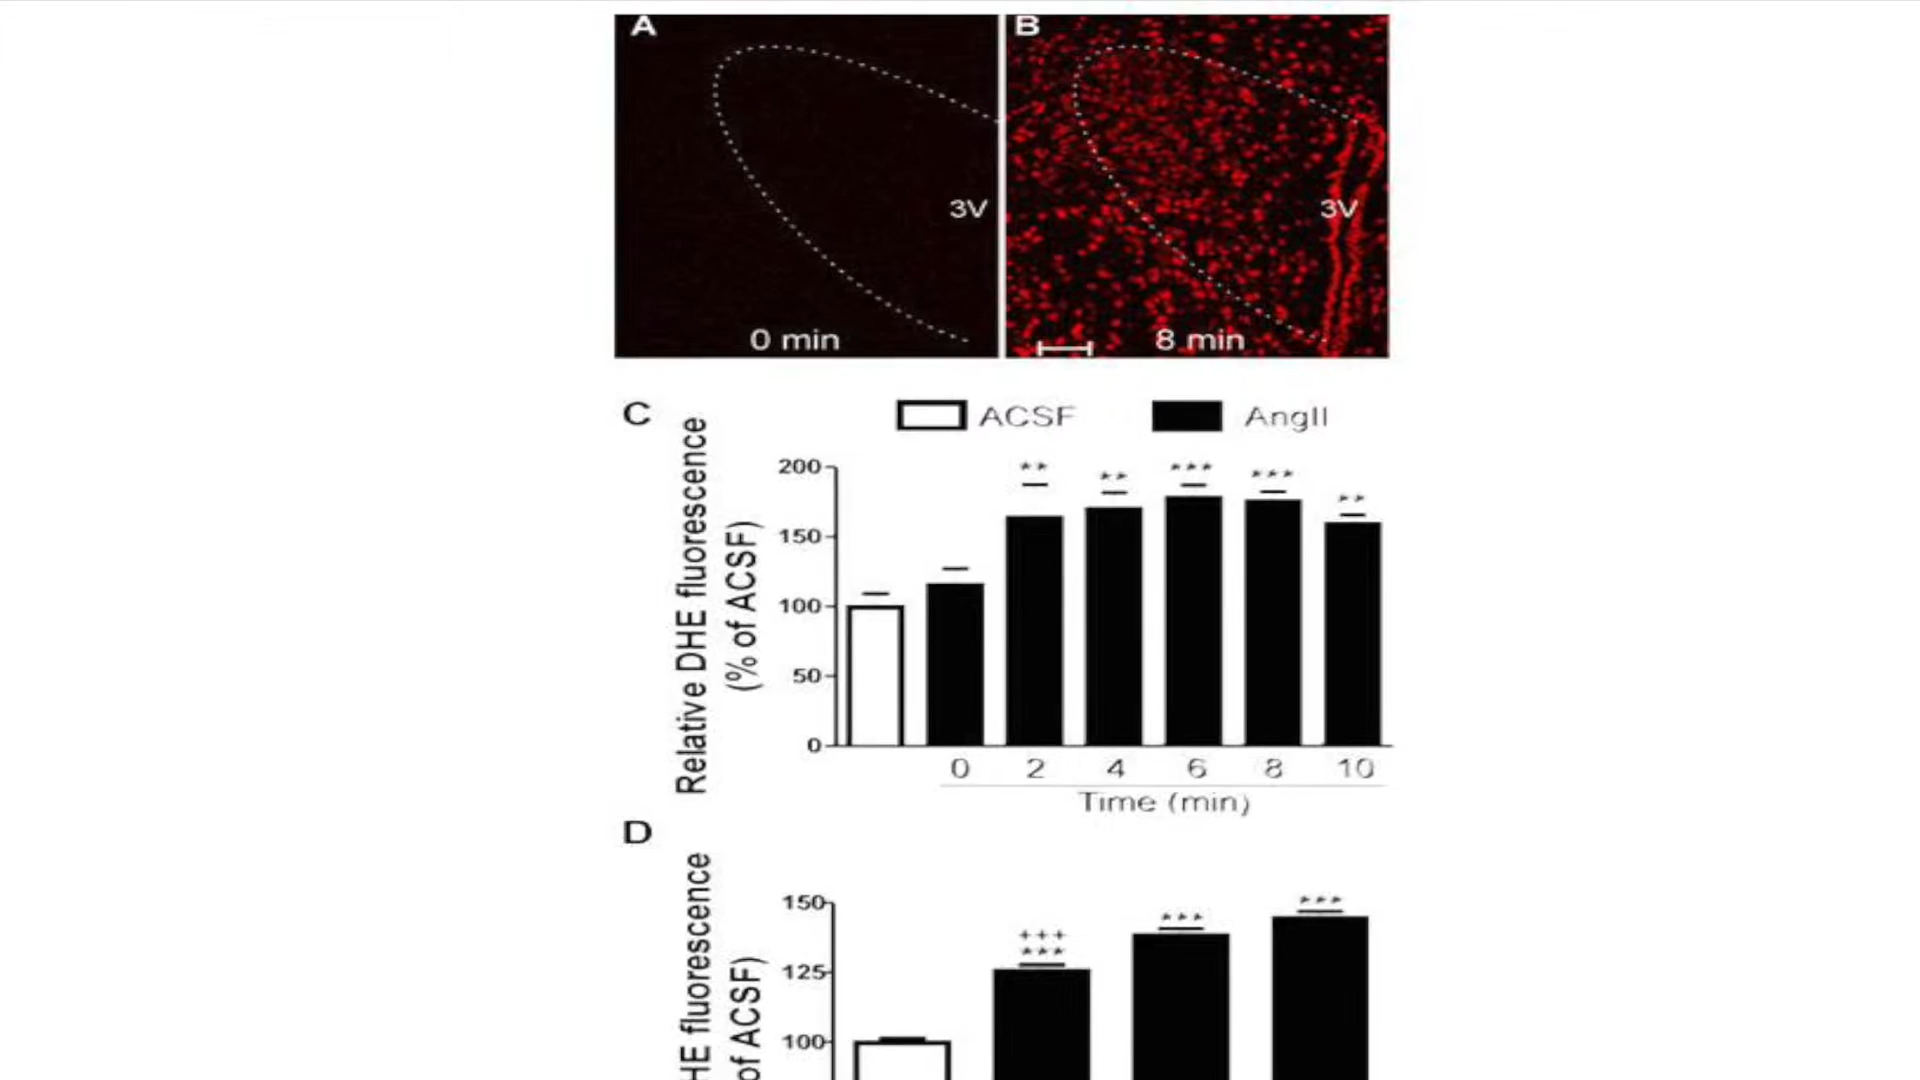 A
B
3V
3V
0 min
8 min
C
ACSF
AngII
Relative DHE fluorescence
(% of ACSF)
200
150
100
50
0
**
**
***
***
**
0 2 4 6 8 10
Time (min)
D
HE fluorescence
of ACSF)
150
125
100
+++
***
***
***